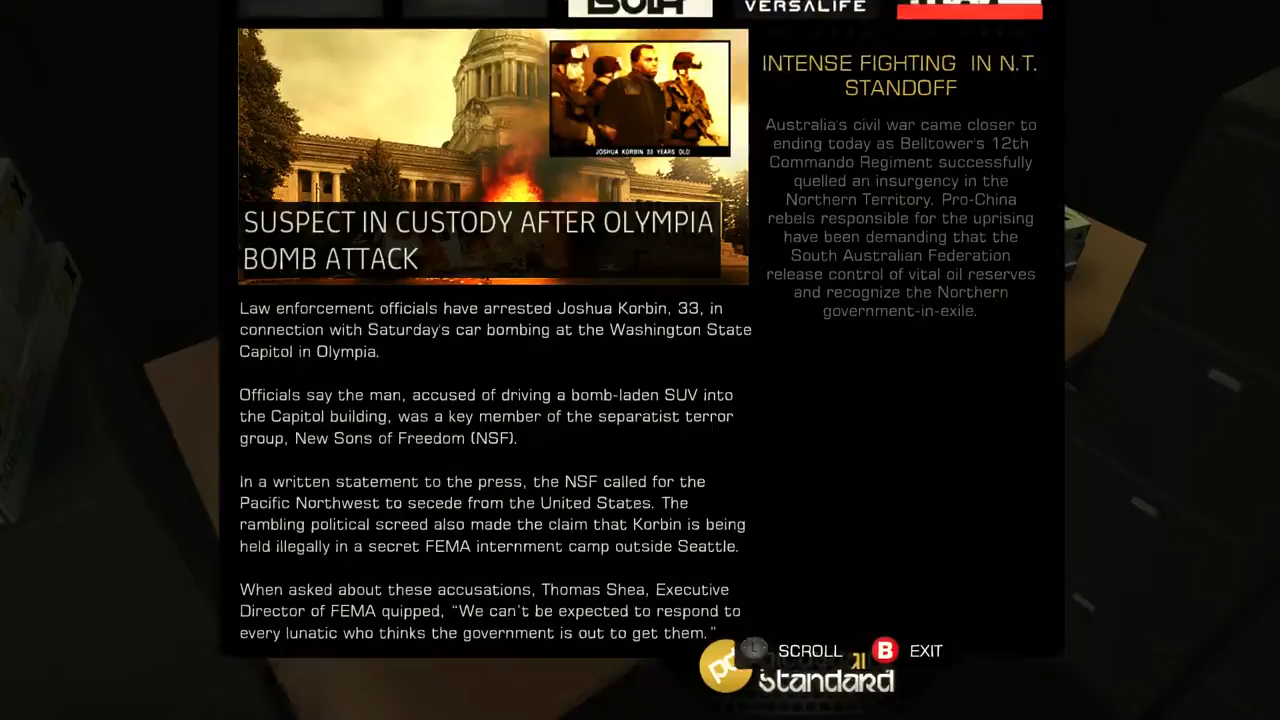 VERSALIFE
JOSHUA KORBIN 33 YEARS OLD
SUSPECT IN CUSTODY AFTER OLYMPIA
BOMB ATTACK
Law enforcement officials have arrested Joshua Korbin, 33, in
connection with Saturday's car bombing at the Washington State
Capitol in Olympia.
Officials say the man, accused of driving a bomb-laden SUV into
the Capitol building, was a key member of the separatist terror
group, New Sons of Freedom (NSF).
In a written statement to the press, the NSF called for the
Pacific Northwest to secede from the United States. The
rambling political screed also made the claim that Korbin is being
held illegally in a secret FEMA internment camp outside Seattle.
When asked about these accusations, Thomas Shea, Executive
Director of FEMA quipped, “We can't be expected to respond to
every lunatic who thinks the government is out to get them.”
INTENSE FIGHTING IN N.T.
STANDOFF
Australia's civil war came closer to
ending today as Belltower's 12th
Commando Regiment successfully
quelled an insurgency in the
Northern Territory. Pro-China
rebels responsible for the uprising
have been demanding that the
South Australian Federation
release control of vital oil reserves
and recognize the Northern
government-in-exile.
L SCROLL B EXIT
pd
standard